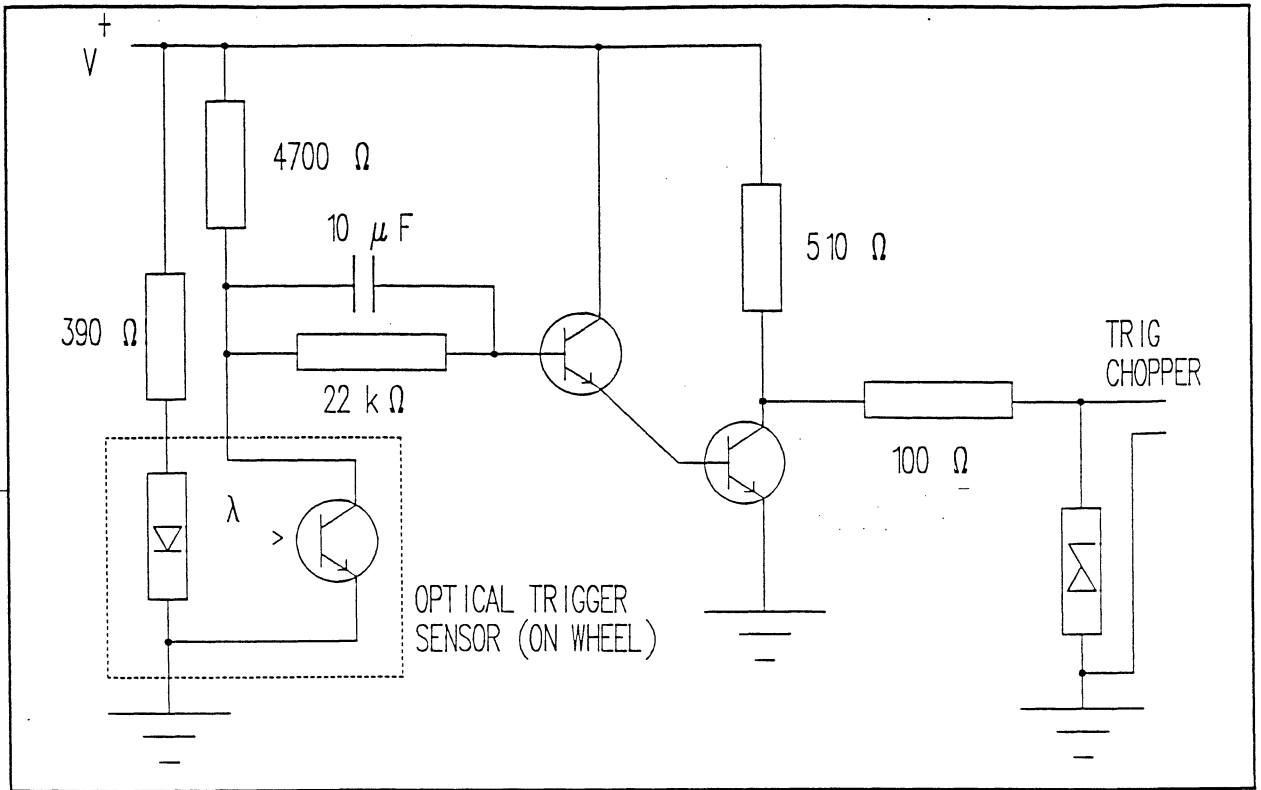 +
V
4700 Ω
10 μF
510 Ω
390 Ω
22 kΩ
TRIG
CHOPPER
100 Ω
λ
OPTICAL TRIGGER
SENSOR (ON WHEEL)